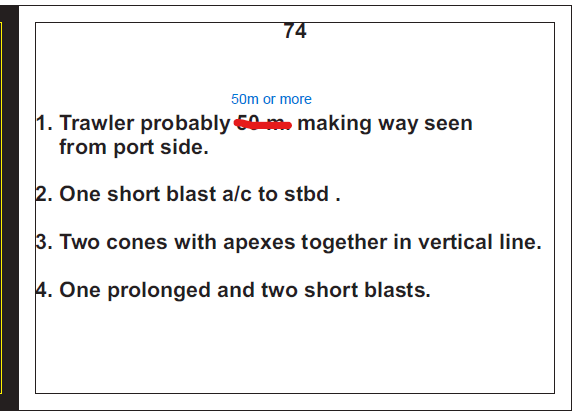 74
50m or more
1. Trawler probably 50 m. making way seen
from port side.
2. One short blast a/c to stbd .
3. Two cones with apexes together in vertical line.
4. One prolonged and two short blasts.